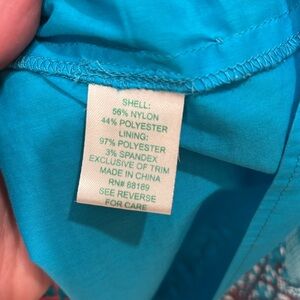 SHELL:
56% NYLON
44% POLYESTER
LINING:
97% POLYESTER
3% SPANDEX
EXCLUSIVE OF TRIM
MADE IN CHINA
RN# 88189
SEE REVERSE
FOR CARE